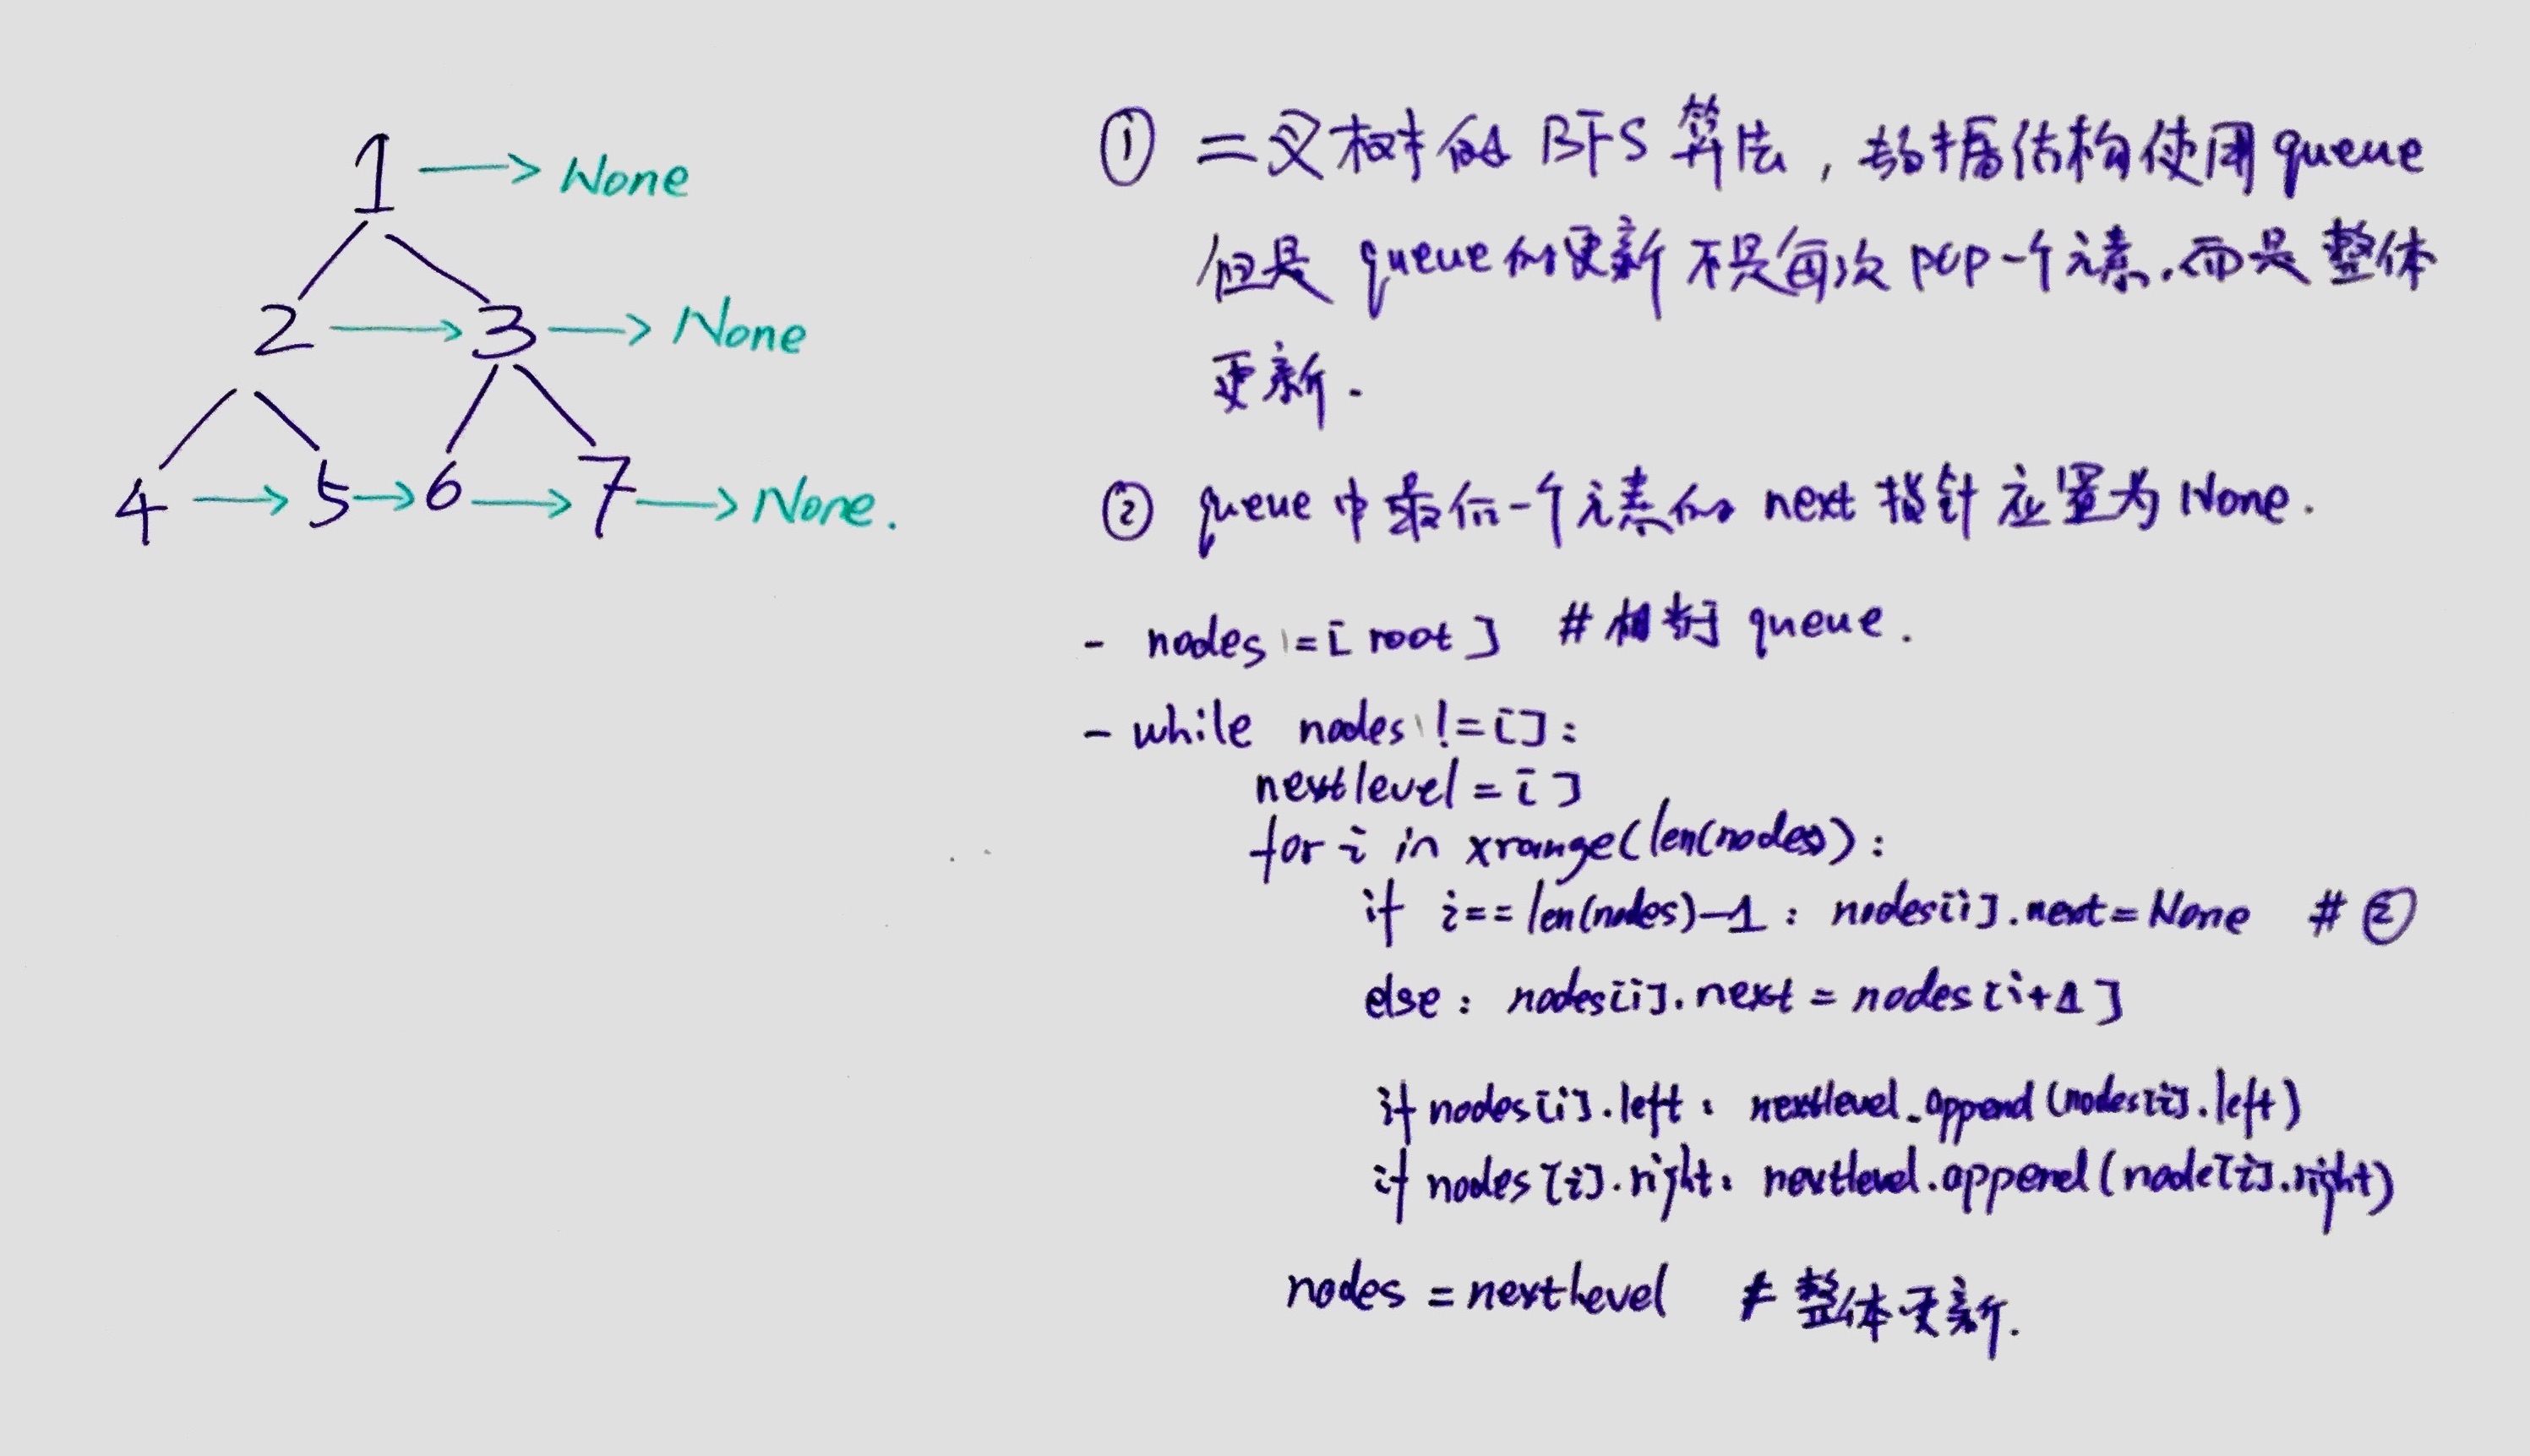 1 → None
2 → 3 → None
4 → 5 → 6 → 7 → None.
① 二叉树的 BFS 算法，数据结构使用 queue
但是 queue 的更新不是每次 pop 一个元素.而是整体
更新.
② queue 中最后一个元素的 next 指针应置为 None.
- nodes = [ root ] # 相当于 queue.
- while nodes != []:
nextlevel = []
for i in xrange(len(nodes):
if i == len(nodes)-1 : nodes[i].next = None # ②
else : nodes[i].next = nodes [i+1]
if nodes[i].left : nextlevel.append (nodes[i].left)
if nodes [i].right : nextlevel.append (node[i].right)
nodes = nextlevel # 整体更新.